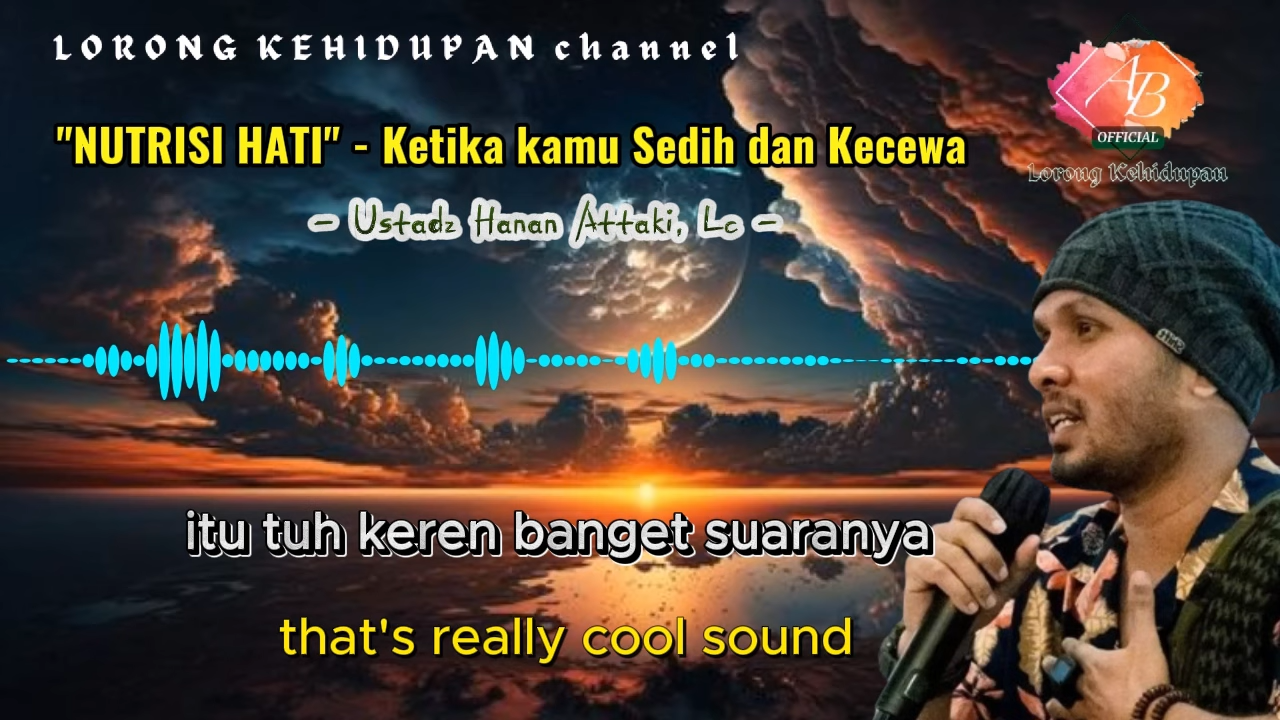 LORONG KEHIDUPAN channel
AB
OFFICIAL
Lorong Kehidupan
"NUTRISI HATI" - Ketika kamu Sedih dan Kecewa
- Ustadz Hanan Attaki, Lc -
itu tuh keren banget suaranya
that's really cool sound